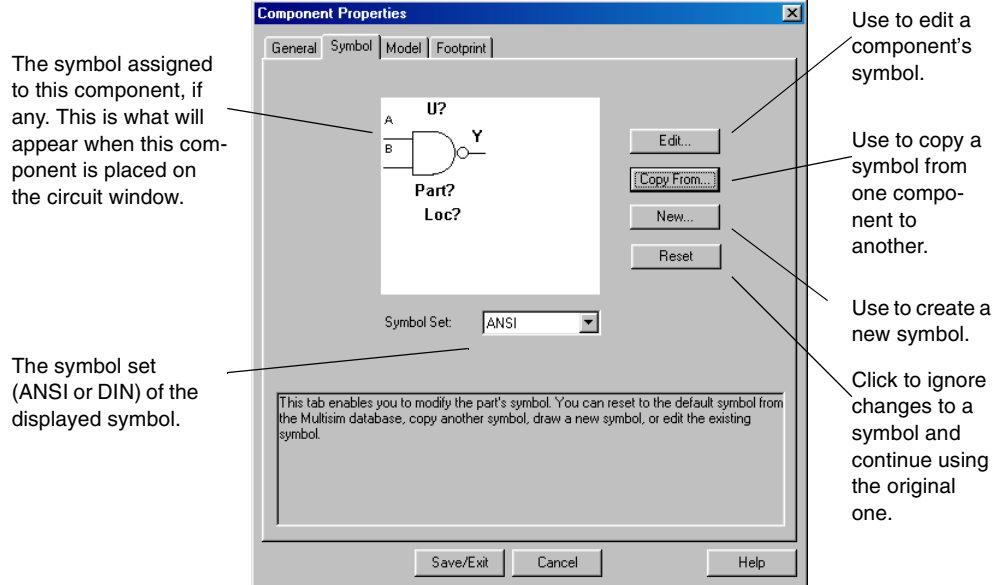 Component Properties
General Symbol Model Footprint
The symbol assigned
to this component, if
any. This is what will
appear when this com-
ponent is placed on
the circuit window.
U?
A
B
Y
Part?
Loc?
Edit...
Copy From...
New...
Reset
Symbol Set: ANSI
The symbol set
(ANSI or DIN) of the
displayed symbol.
This tab enables you to modify the part's symbol. You can reset to the default symbol from
the Multisim database, copy another symbol, draw a new symbol, or edit the existing
symbol.
Save/Exit Cancel Help
Use to edit a
component's
symbol.
Use to copy a
symbol from
one compo-
nent to
another.
Use to create a
new symbol.
Click to ignore
changes to a
symbol and
continue using
the original
one.